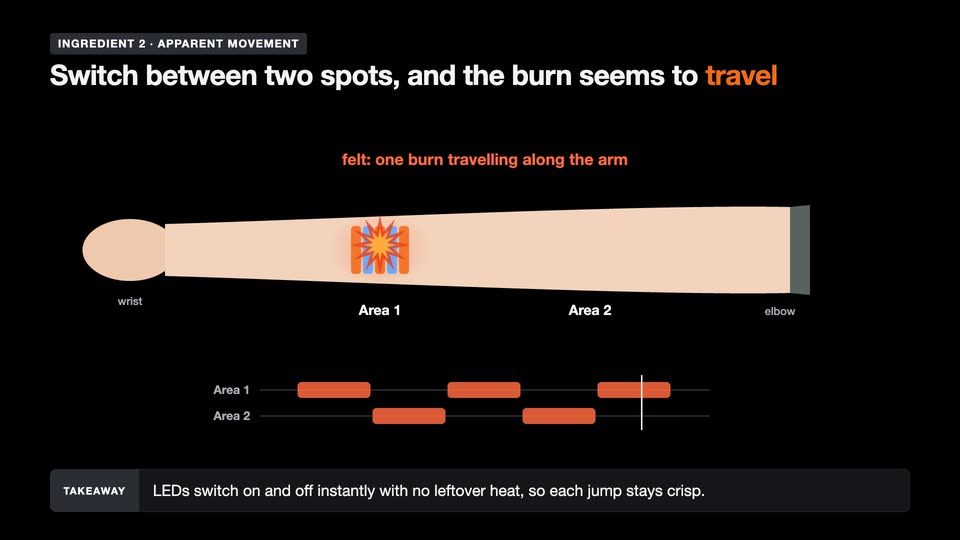 INGREDIENT 2 · APPARENT MOVEMENT
Switch between two spots, and the burn seems to travel
felt: one burn travelling along the arm
wrist
Area 1
Area 2
elbow
Area 1
Area 2
TAKEAWAY
LEDs switch on and off instantly with no leftover heat, so each jump stays crisp.